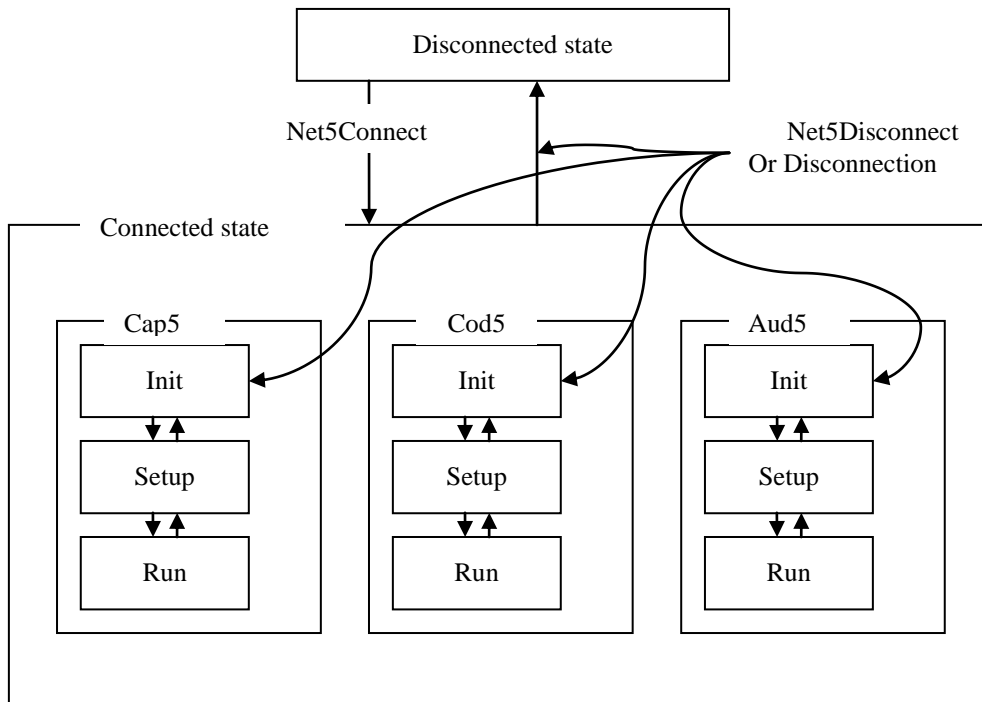 Disconnected state
Net5Connect
Net5Disconnect
Or Disconnection
Connected state
Cap5
Cod5
Aud5
Init
Init
Init
Setup
Setup
Setup
Run
Run
Run